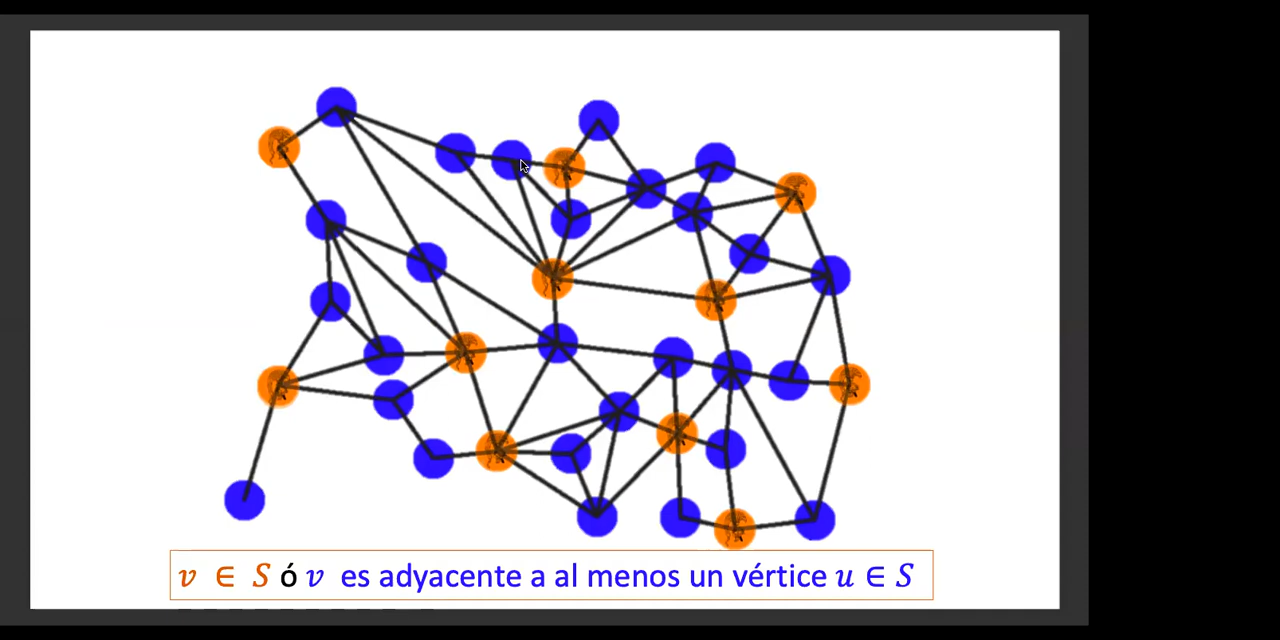 v ∈ S ó v es adyacente a al menos un vértice u ∈ S